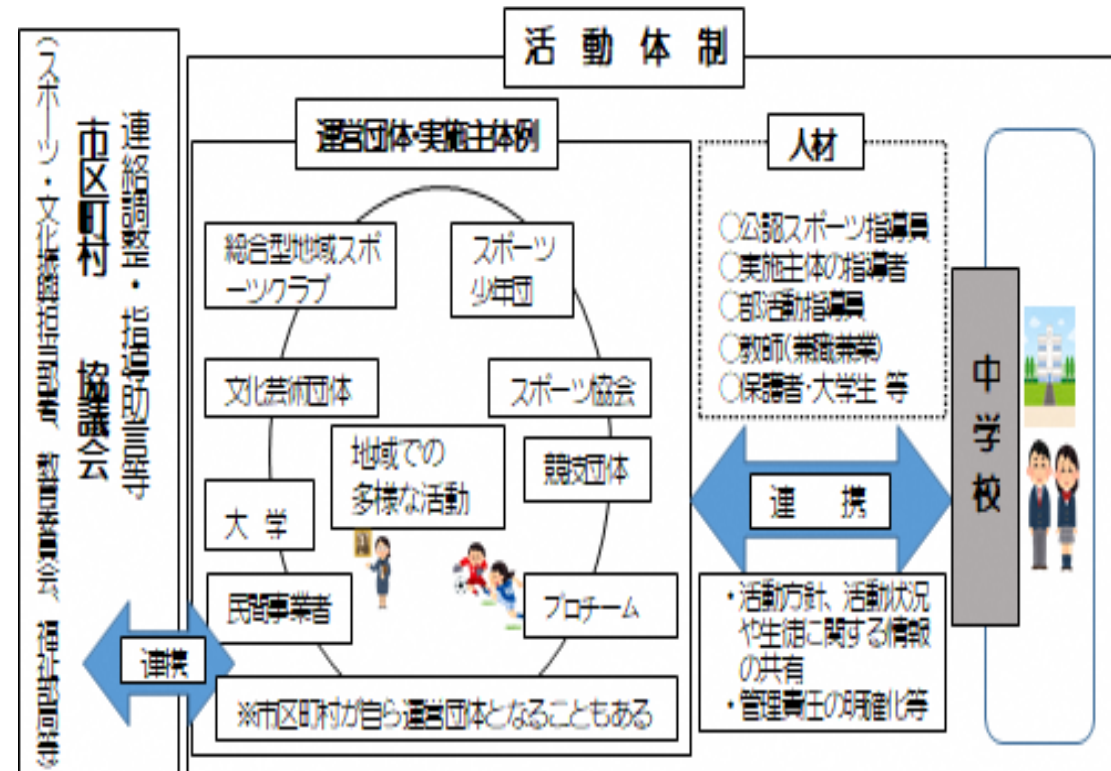 活動体制
連絡調整・指導助言等
市区町村 協議会
(スポーツ・文化振興担当部署、教育委員会、福祉部局等)
連携
運営団体・実施主体例
総合型地域スポ
ーツクラブ
スポーツ
少年団
文化芸術団体
スポーツ協会
地域での
多様な活動
競技団体
大学
民間事業者
プロチーム
※市区町村が自ら運営団体となることもある
人材
○公認スポーツ指導員
○実施主体の指導者
○部活動指導員
○教師(兼職兼業)
○保護者・大学生 等
連携
・活動方針、活動状況
や生徒に関する情報
の共有
・管理責任の明確化等
中学校